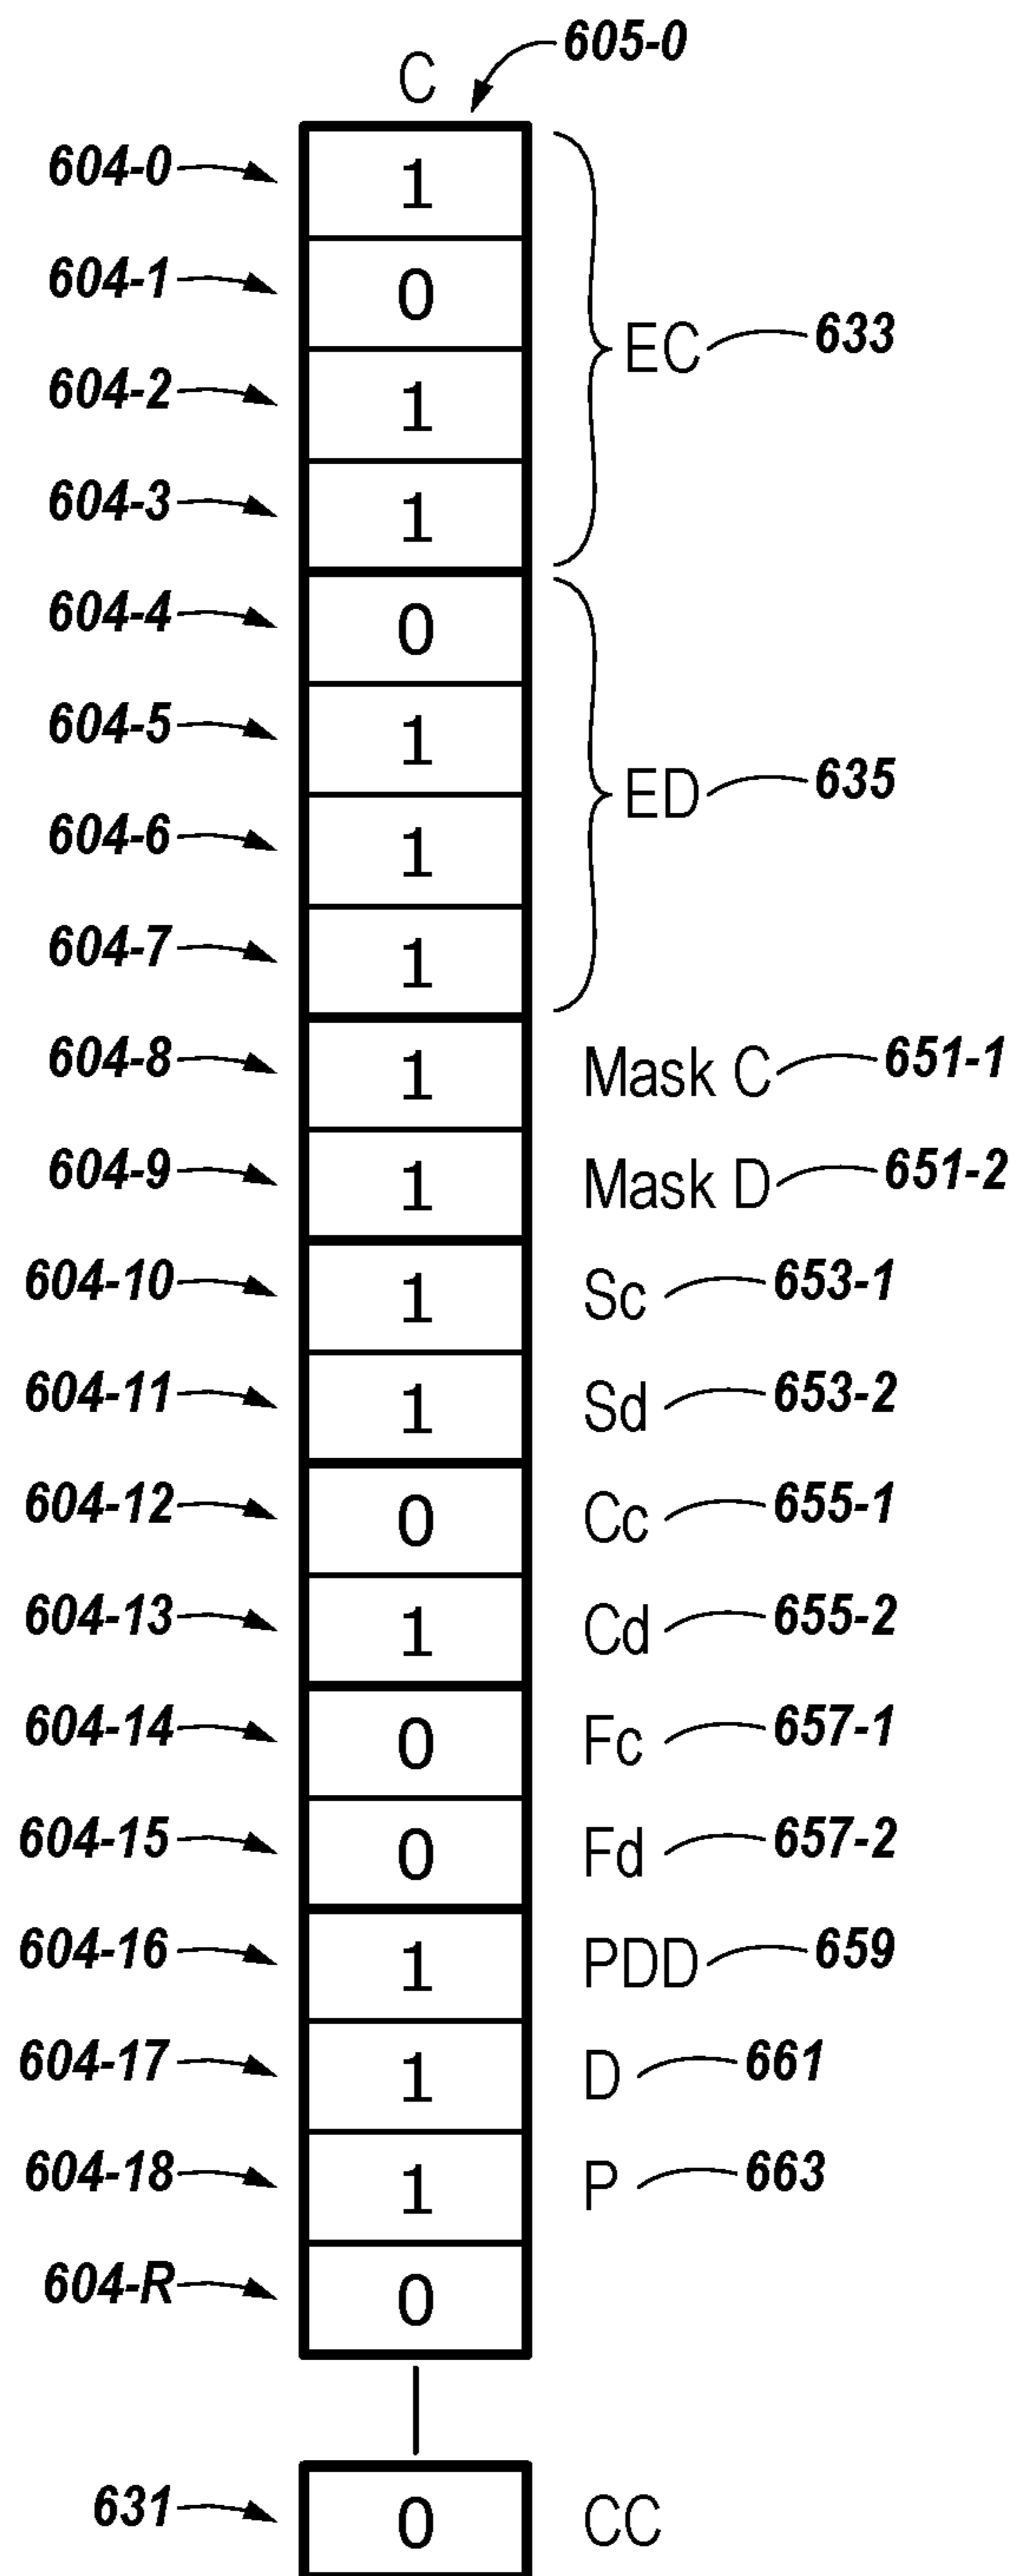 605-0
C
604-0 1
604-1 0
EC 633
604-2 1
604-3 1
604-4 0
604-5 1
ED 635
604-6 1
604-7 1
604-8 1 Mask C 651-1
604-9 1 Mask D 651-2
604-10 1 Sc 653-1
604-11 1 Sd 653-2
604-12 0 Cc 655-1
604-13 1 Cd 655-2
604-14 0 Fc 657-1
604-15 0 Fd 657-2
604-16 1 PDD 659
604-17 1 D 661
604-18 1 P 663
604-R 0
631 0 CC